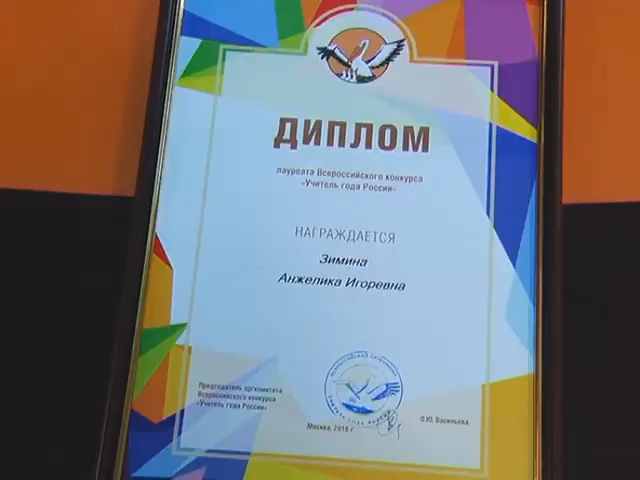 ДИПЛОМ
лауреата Всероссийского конкурса
«Учитель года России»
НАГРАЖДАЕТСЯ
Зимина
Анжелика Игоревна
Председатель оргкомитета
Всероссийского конкурса
«Учитель года России»
О.Ю. Васильева
Москва, 2018 г.